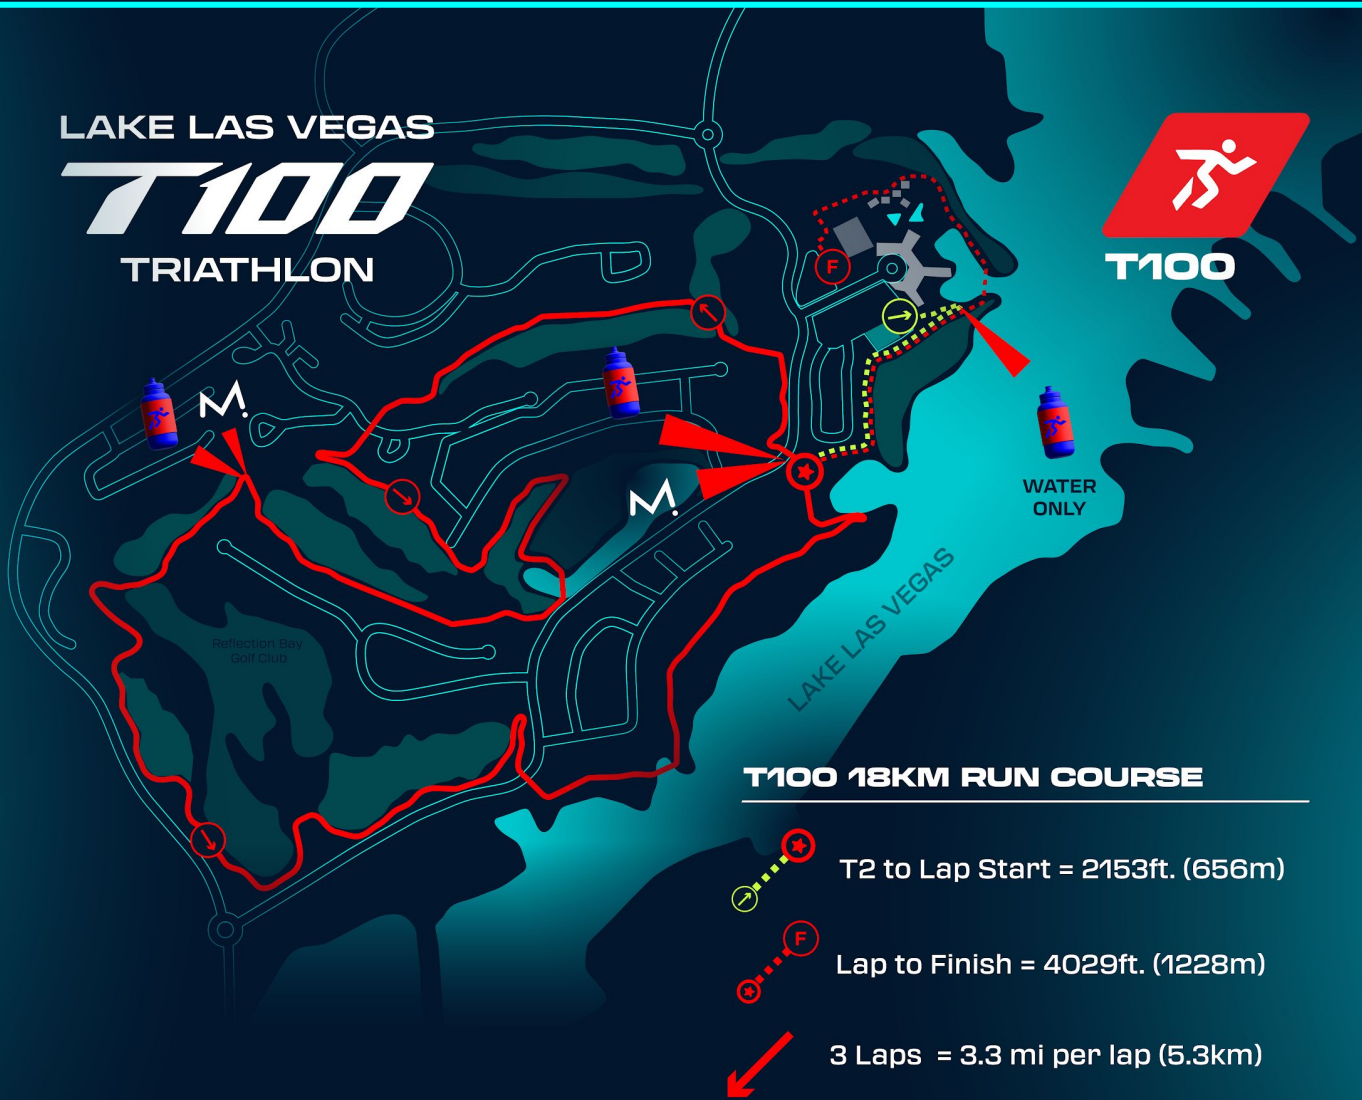 LAKE LAS VEGAS
T100
TRIATHLON
T100
F
M.
M.
WATER
ONLY
LAKE LAS VEGAS
Reflection Bay
Golf Club
T100 18KM RUN COURSE
T2 to Lap Start = 2153ft. (656m)
F
Lap to Finish = 4029ft. (1228m)
3 Laps = 3.3 mi per lap (5.3km)